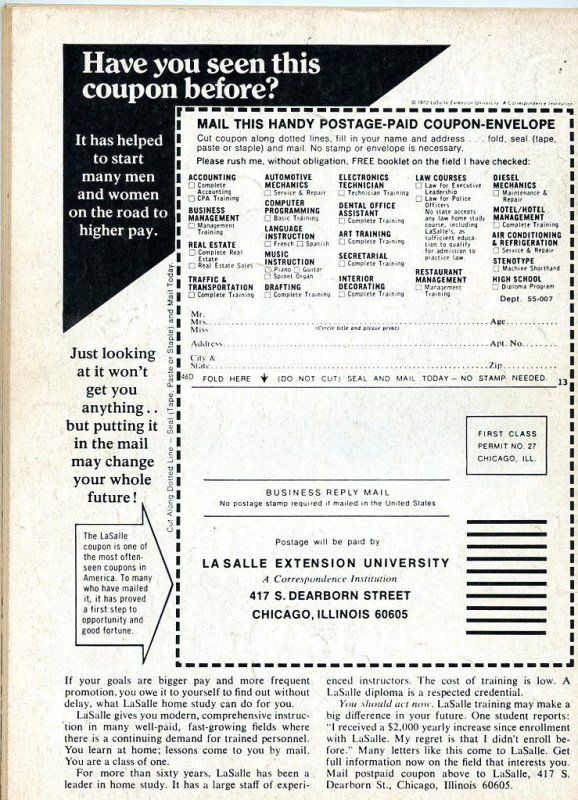 Have you seen this
coupon before?
© 1972 LaSalle Extension University A Correspondence Institution
It has helped
to start
many men
and women
on the road to
higher pay.
Just looking
at it won't
get you
anything . .
but putting it
in the mail
may change
your whole
future!
The LaSalle
coupon is one of
the most often-
seen coupons in
America. To many
who have mailed
it, it has proved
a first step to
opportunity and
good fortune.
Cut Along Dotted Line — Seal (Tape, Paste or Staple) and Mail Today
MAIL THIS HANDY POSTAGE-PAID COUPON-ENVELOPE
Cut coupon along dotted lines, fill in your name and address . . . fold, seal (tape,
paste or staple) and mail. No stamp or envelope is necessary.
Please rush me, without obligation, FREE booklet on the field I have checked:
ACCOUNTING
☐ Complete
Accounting
☐ CPA Training
BUSINESS
MANAGEMENT
☐ Management
Training
REAL ESTATE
☐ Complete Real
Estate
☐ Real Estate Sales
TRAFFIC &
TRANSPORTATION
☐ Complete Training
AUTOMOTIVE
MECHANICS
☐ Service & Repair
COMPUTER
PROGRAMMING
☐ Basic Training
LANGUAGE
INSTRUCTION
☐ French ☐ Spanish
MUSIC
INSTRUCTION
☐ Piano ☐ Guitar
☐ Spinet Organ
DRAFTING
☐ Complete Training
ELECTRONICS
TECHNICIAN
☐ Technician Training
DENTAL OFFICE
ASSISTANT
☐ Complete Training
ART TRAINING
☐ Complete Training
SECRETARIAL
☐ Complete Training
INTERIOR
DECORATING
☐ Complete Training
LAW COURSES
☐ Law for Executive
Leadership
☐ Law for Police
Officers
No state accepts
any law home study
course, including
LaSalle's, as
sufficient educa-
tion to qualify
for admission to
practice law.
RESTAURANT
MANAGEMENT
☐ Management
Training
DIESEL
MECHANICS
☐ Maintenance &
Repair
MOTEL/HOTEL
MANAGEMENT
☐ Complete Training
AIR CONDITIONING
& REFRIGERATION
☐ Service & Repair
STENOTYPE
☐ Machine Shorthand
HIGH SCHOOL
☐ Diploma Program
Dept. 55-007
Mr.
Mrs. Age
Miss (Circle title and please print)
Address Apt. No.
City &
State Zip
46D FOLD HERE ↓ (DO NOT CUT) SEAL AND MAIL TODAY – NO STAMP NEEDED. 13
FIRST CLASS
PERMIT NO. 27
CHICAGO, ILL.
BUSINESS REPLY MAIL
No postage stamp required if mailed in the United States
Postage will be paid by
LA SALLE EXTENSION UNIVERSITY
A Correspondence Institution
417 S. DEARBORN STREET
CHICAGO, ILLINOIS 60605
If your goals are bigger pay and more frequent
promotion, you owe it to yourself to find out without
delay, what LaSalle home study can do for you.
LaSalle gives you modern, comprehensive instruc-
tion in many well-paid, fast-growing fields where
there is a continuing demand for trained personnel.
You learn at home; lessons come to you by mail.
You are a class of one.
For more than sixty years, LaSalle has been a
leader in home study. It has a large staff of experi-
enced instructors. The cost of training is low. A
LaSalle diploma is a respected credential.
You should act now. LaSalle training may make a
big difference in your future. One student reports:
"I received a $2,000 yearly increase since enrollment
with LaSalle. My regret is that I didn't enroll be-
fore." Many letters like this come to LaSalle. Get
full information now on the field that interests you.
Mail postpaid coupon above to LaSalle, 417 S.
Dearborn St., Chicago, Illinois 60605.